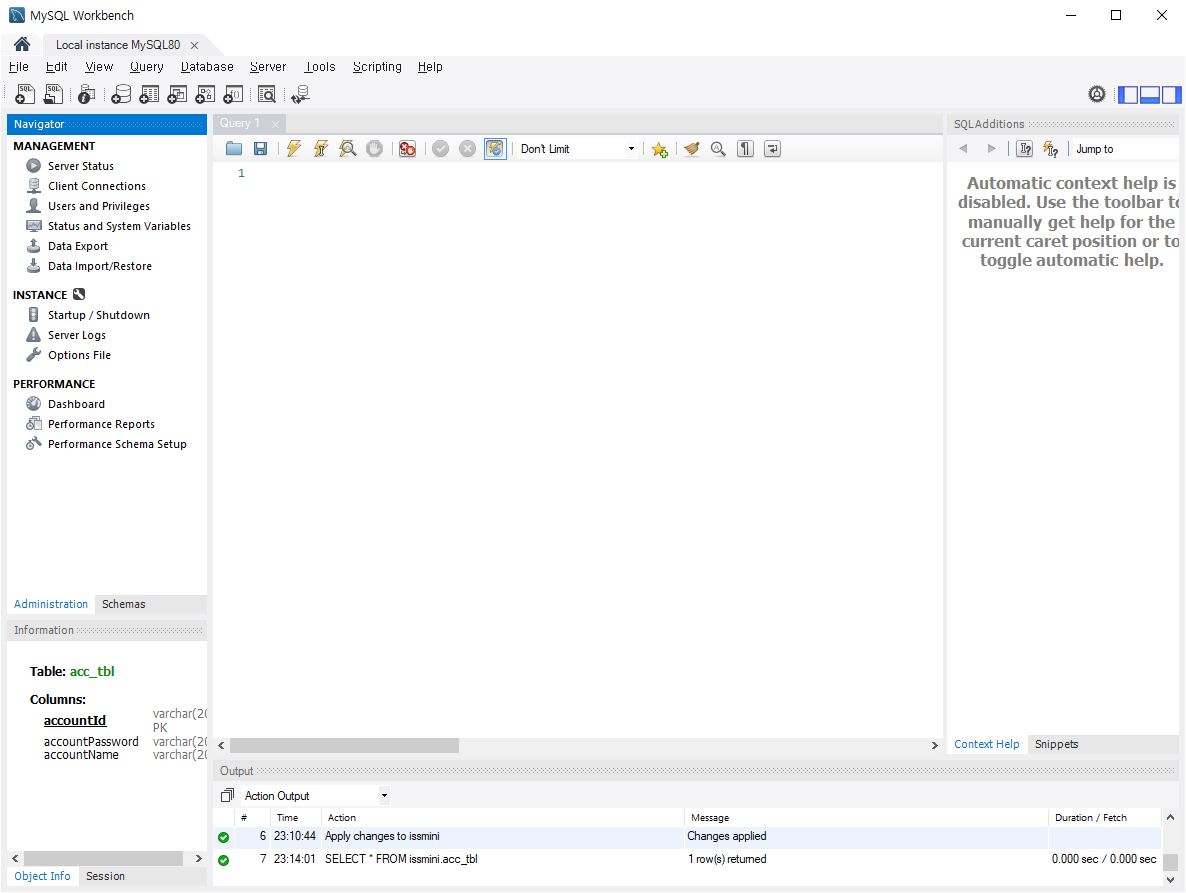 MySQL Workbench
Local instance MySQL80
File Edit View Query Database Server Tools Scripting Help
Navigator
MANAGEMENT
Server Status
Client Connections
Users and Privileges
Status and System Variables
Data Export
Data Import/Restore
INSTANCE
Startup / Shutdown
Server Logs
Options File
PERFORMANCE
Dashboard
Performance Reports
Performance Schema Setup
Administration Schemas
Information
Table: acc_tbl
Columns:
accountId varchar(20
PK
accountPassword varchar(20
accountName varchar(20
Object Info Session
Query 1
Don't Limit
1
SQLAdditions
Jump to
Automatic context help is
disabled. Use the toolbar to
manually get help for the
current caret position or to
toggle automatic help.
Context Help Snippets
Output
Action Output
# Time Action Message Duration / Fetch
6 23:10:44 Apply changes to issmini Changes applied
7 23:14:01 SELECT * FROM issmini.acc_tbl 1 row(s) returned 0.000 sec / 0.000 sec